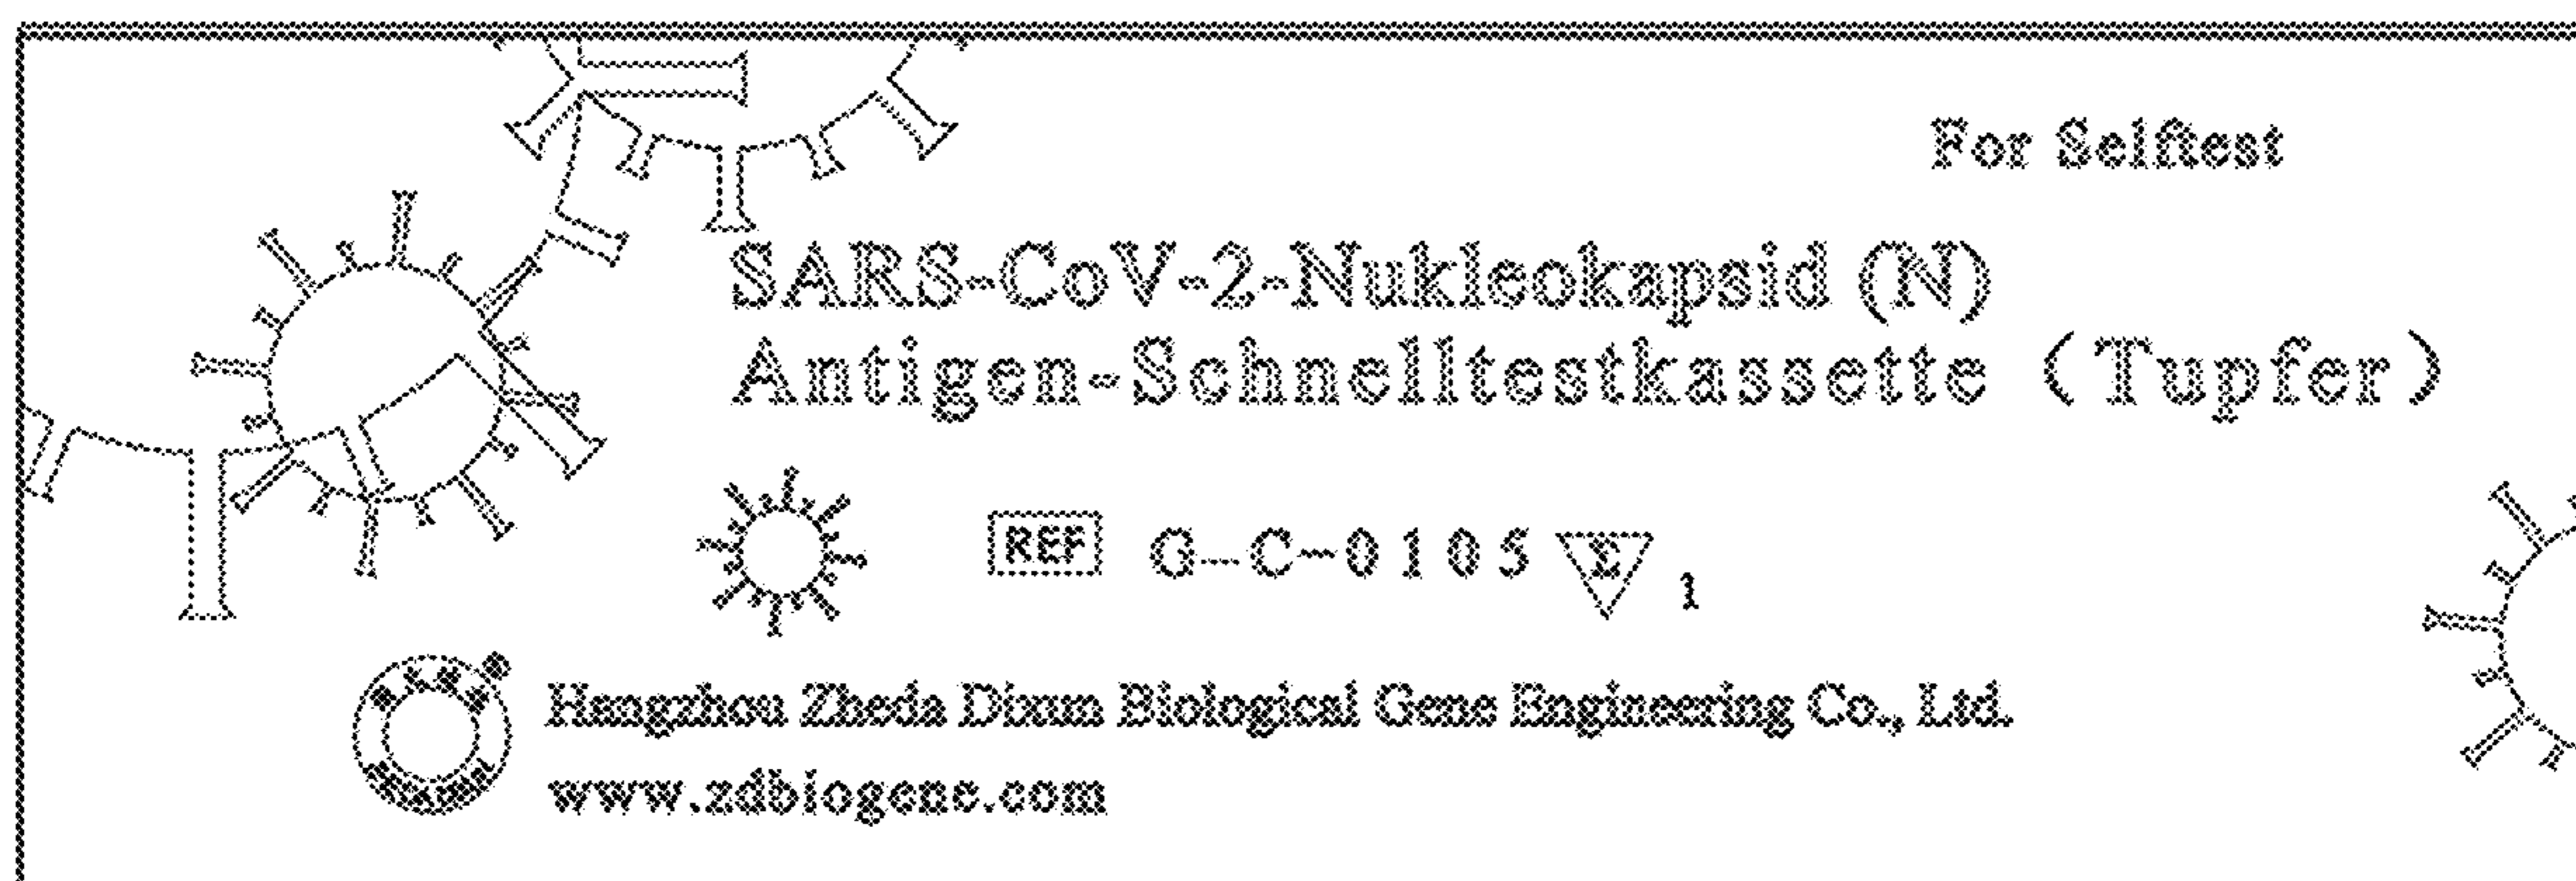 For Selftest
SARS-CoV-2-Nukleokapsid (N)
Antigen-Schnelltestkassette (Tupfer)
REF G-C-0105 Σ 1
Hangzhou Zheda Dixun Biological Gene Engineering Co., Ltd.
www.zdbiogene.com